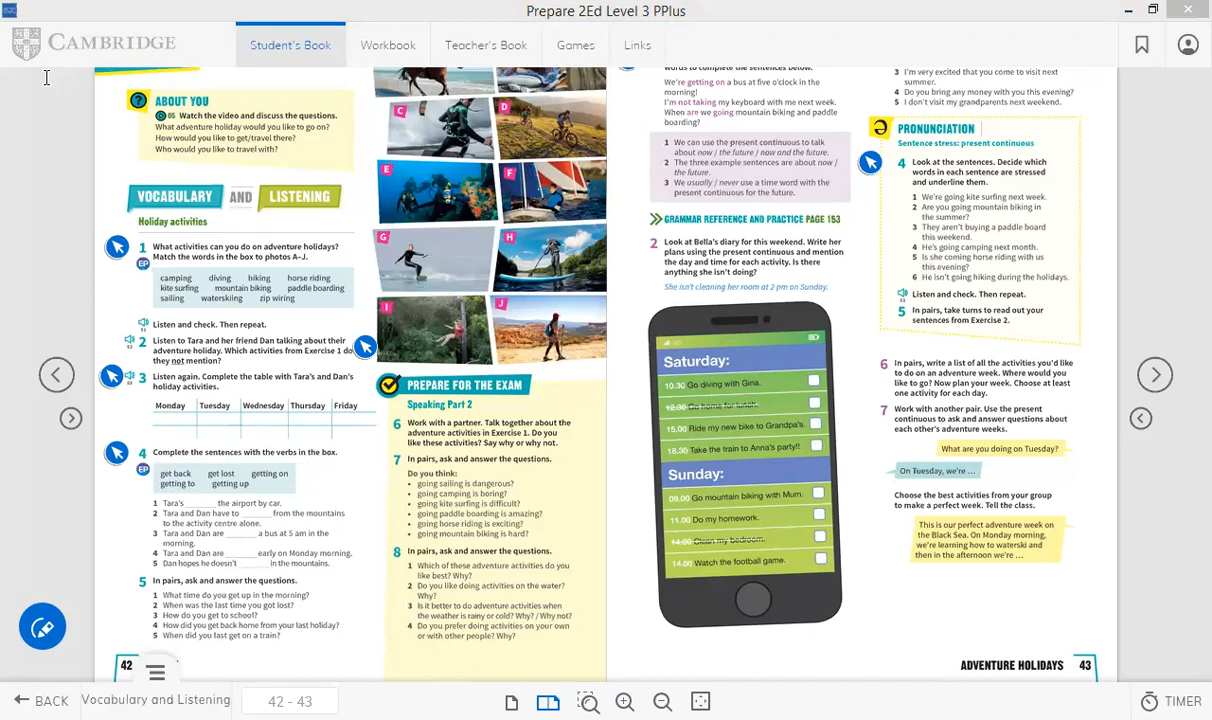 Prepare 2Ed Level 3 PPlus
CAMBRIDGE
Student's Book
Workbook
Teacher's Book
Games
Links
ABOUT YOU
05 Watch the video and discuss the questions.
What adventure holiday would you like to go on?
How would you like to get/travel there?
Who would you like to travel with?
VOCABULARY AND LISTENING
Holiday activities
1 What activities can you do on adventure holidays?
Match the words in the box to photos A–J.
EP
camping diving hiking horse riding
kite surfing mountain biking paddle boarding
sailing waterskiing zip wiring
Listen and check. Then repeat.
2 Listen to Tara and her friend Dan talking about their
adventure holiday. Which activities from Exercise 1 do
they not mention?
3 Listen again. Complete the table with Tara's and Dan's
holiday activities.
Monday Tuesday Wednesday Thursday Friday
4 Complete the sentences with the verbs in the box.
EP
get back get lost getting on
getting to getting up
1 Tara's ______ the airport by car.
2 Tara and Dan have to ______ from the mountains
to the activity centre alone.
3 Tara and Dan are ______ a bus at 5 am in the
morning.
4 Tara and Dan are ______ early on Monday morning.
5 Dan hopes he doesn't ______ in the mountains.
5 In pairs, ask and answer the questions.
1 What time do you get up in the morning?
2 When was the last time you got lost?
3 How do you get to school?
4 How did you get back home from your last holiday?
5 When did you last get on a train?
42
C
D
E
F
G
H
I
J
PREPARE FOR THE EXAM
Speaking Part 2
6 Work with a partner. Talk together about the
adventure activities in Exercise 1. Do you
like these activities? Say why or why not.
7 In pairs, ask and answer the questions.
Do you think:
• going sailing is dangerous?
• going camping is boring?
• going kite surfing is difficult?
• going paddle boarding is amazing?
• going horse riding is exciting?
• going mountain biking is hard?
8 In pairs, ask and answer the questions.
1 Which of these adventure activities do you
like best? Why?
2 Do you like doing activities on the water?
Why?
3 Is it better to do adventure activities when
the weather is rainy or cold? Why? / Why not?
4 Do you prefer doing activities on your own
or with other people? Why?
words to complete the sentences below.
We're getting on a bus at five o'clock in the
morning!
I'm not taking my keyboard with me next week.
When are we going mountain biking and paddle
boarding?
1 We can use the present continuous to talk
about now / the future / now and the future.
2 The three example sentences are about now /
the future.
3 We usually / never use a time word with the
present continuous for the future.
GRAMMAR REFERENCE AND PRACTICE PAGE 153
2 Look at Bella's diary for this weekend. Write her
plans using the present continuous and mention
the day and time for each activity. Is there
anything she isn't doing?
She isn't cleaning her room at 2 pm on Sunday.
Saturday:
10.30 Go diving with Gina.
12.00 Go home for lunch.
15.00 Ride my new bike to Grandpa's.
18.30 Take the train to Anna's party!!
Sunday:
09.00 Go mountain biking with Mum.
11.00 Do my homework.
14.00 Clean my bedroom.
14.00 Watch the football game.
3 I'm very excited that you come to visit next
summer.
4 Do you bring any money with you this evening?
5 I don't visit my grandparents next weekend.
PRONUNCIATION
Sentence stress: present continuous
4 Look at the sentences. Decide which
words in each sentence are stressed
and underline them.
1 We're going kite surfing next week.
2 Are you going mountain biking in
the summer?
3 They aren't buying a paddle board
this weekend.
4 He's going camping next month.
5 Is she coming horse riding with us
this evening?
6 He isn't going hiking during the holidays.
Listen and check. Then repeat.
5 In pairs, take turns to read out your
sentences from Exercise 2.
6 In pairs, write a list of all the activities you'd like
to do on an adventure week. Where would you
like to go? Now plan your week. Choose at least
one activity for each day.
7 Work with another pair. Use the present
continuous to ask and answer questions about
each other's adventure weeks.
What are you doing on Tuesday?
On Tuesday, we're ...
Choose the best activities from your group
to make a perfect week. Tell the class.
This is our perfect adventure week on
the Black Sea. On Monday morning,
we're learning how to waterski and
then in the afternoon we're ...
ADVENTURE HOLIDAYS 43
BACK
Vocabulary and Listening
42 - 43
TIMER